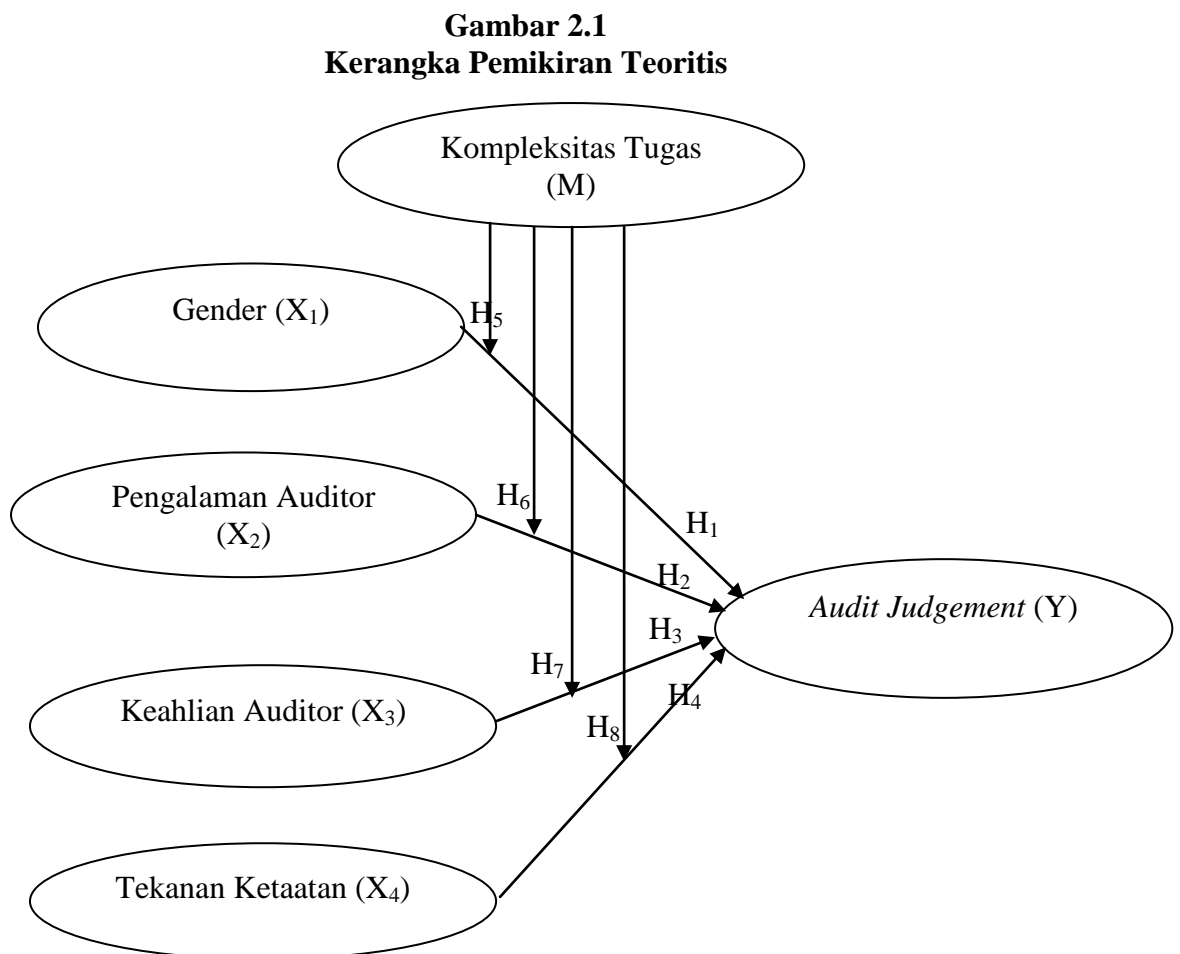 Gambar 2.1
Kerangka Pemikiran Teoritis
Kompleksitas Tugas
(M)
Gender (X₁)
H₅
Pengalaman Auditor
(X₂)
H₆
H₁
H₂
Audit Judgement (Y)
H₃
H₇
Keahlian Auditor (X₃)
H₄
H₈
Tekanan Ketaatan (X₄)